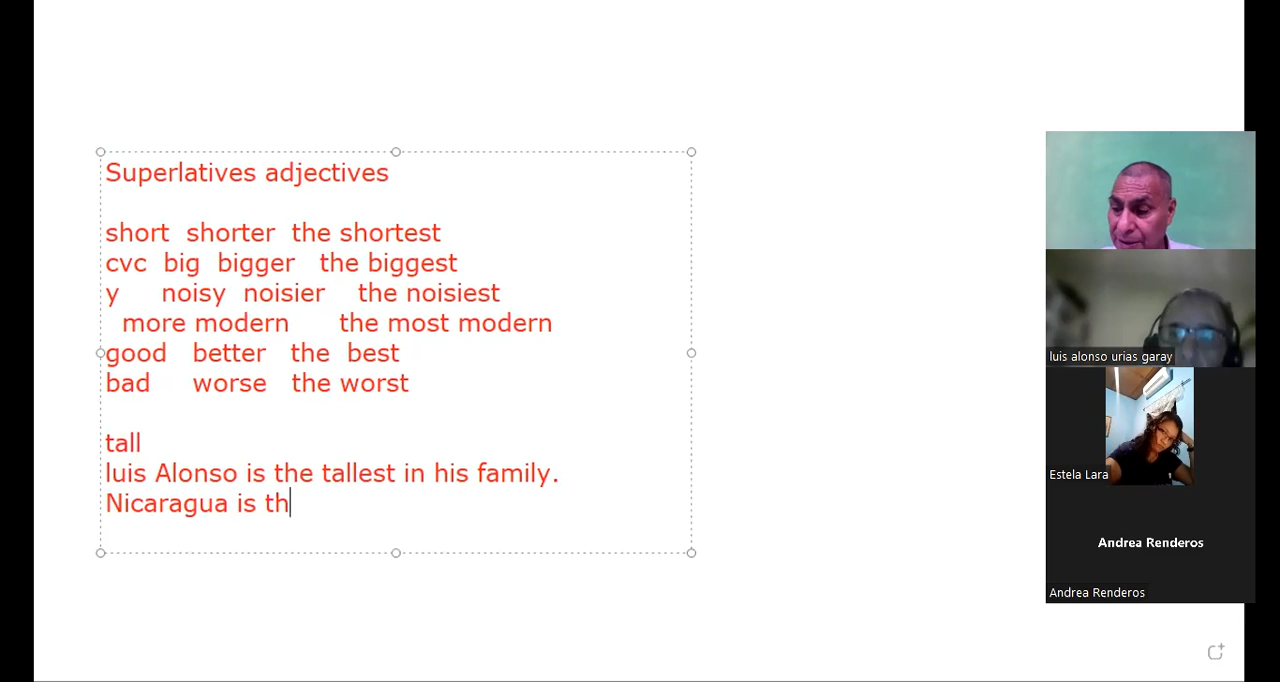 Superlatives adjectives
short shorter the shortest
cvc big bigger the biggest
y noisy noisier the noisiest
more modern the most modern
good better the best
bad worse the worst
tall
luis Alonso is the tallest in his family.
Nicaragua is th
luis alonso urias garay
Estela Lara
Andrea Renderos
Andrea Renderos